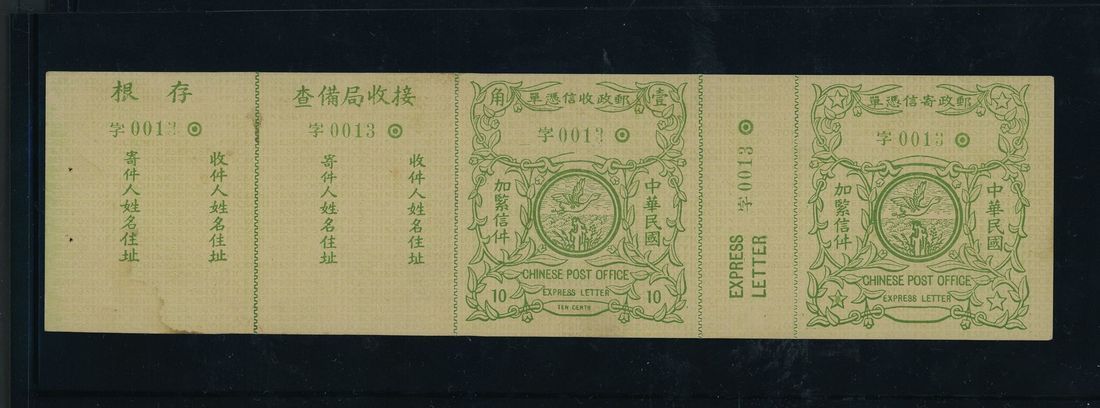 存根
字0013
收件人姓名住址
寄件人姓名住址
接收局備查
字0013
收件人姓名住址
寄件人姓名住址
壹 郵政收信憑單 角
字0013
中華民國
加緊信件
CHINESE POST OFFICE
10 EXPRESS LETTER 10
TEN CENTS
字0013
EXPRESS
LETTER
郵政寄信憑單
字0013
中華民國
加緊信件
CHINESE POST OFFICE
EXPRESS LETTER